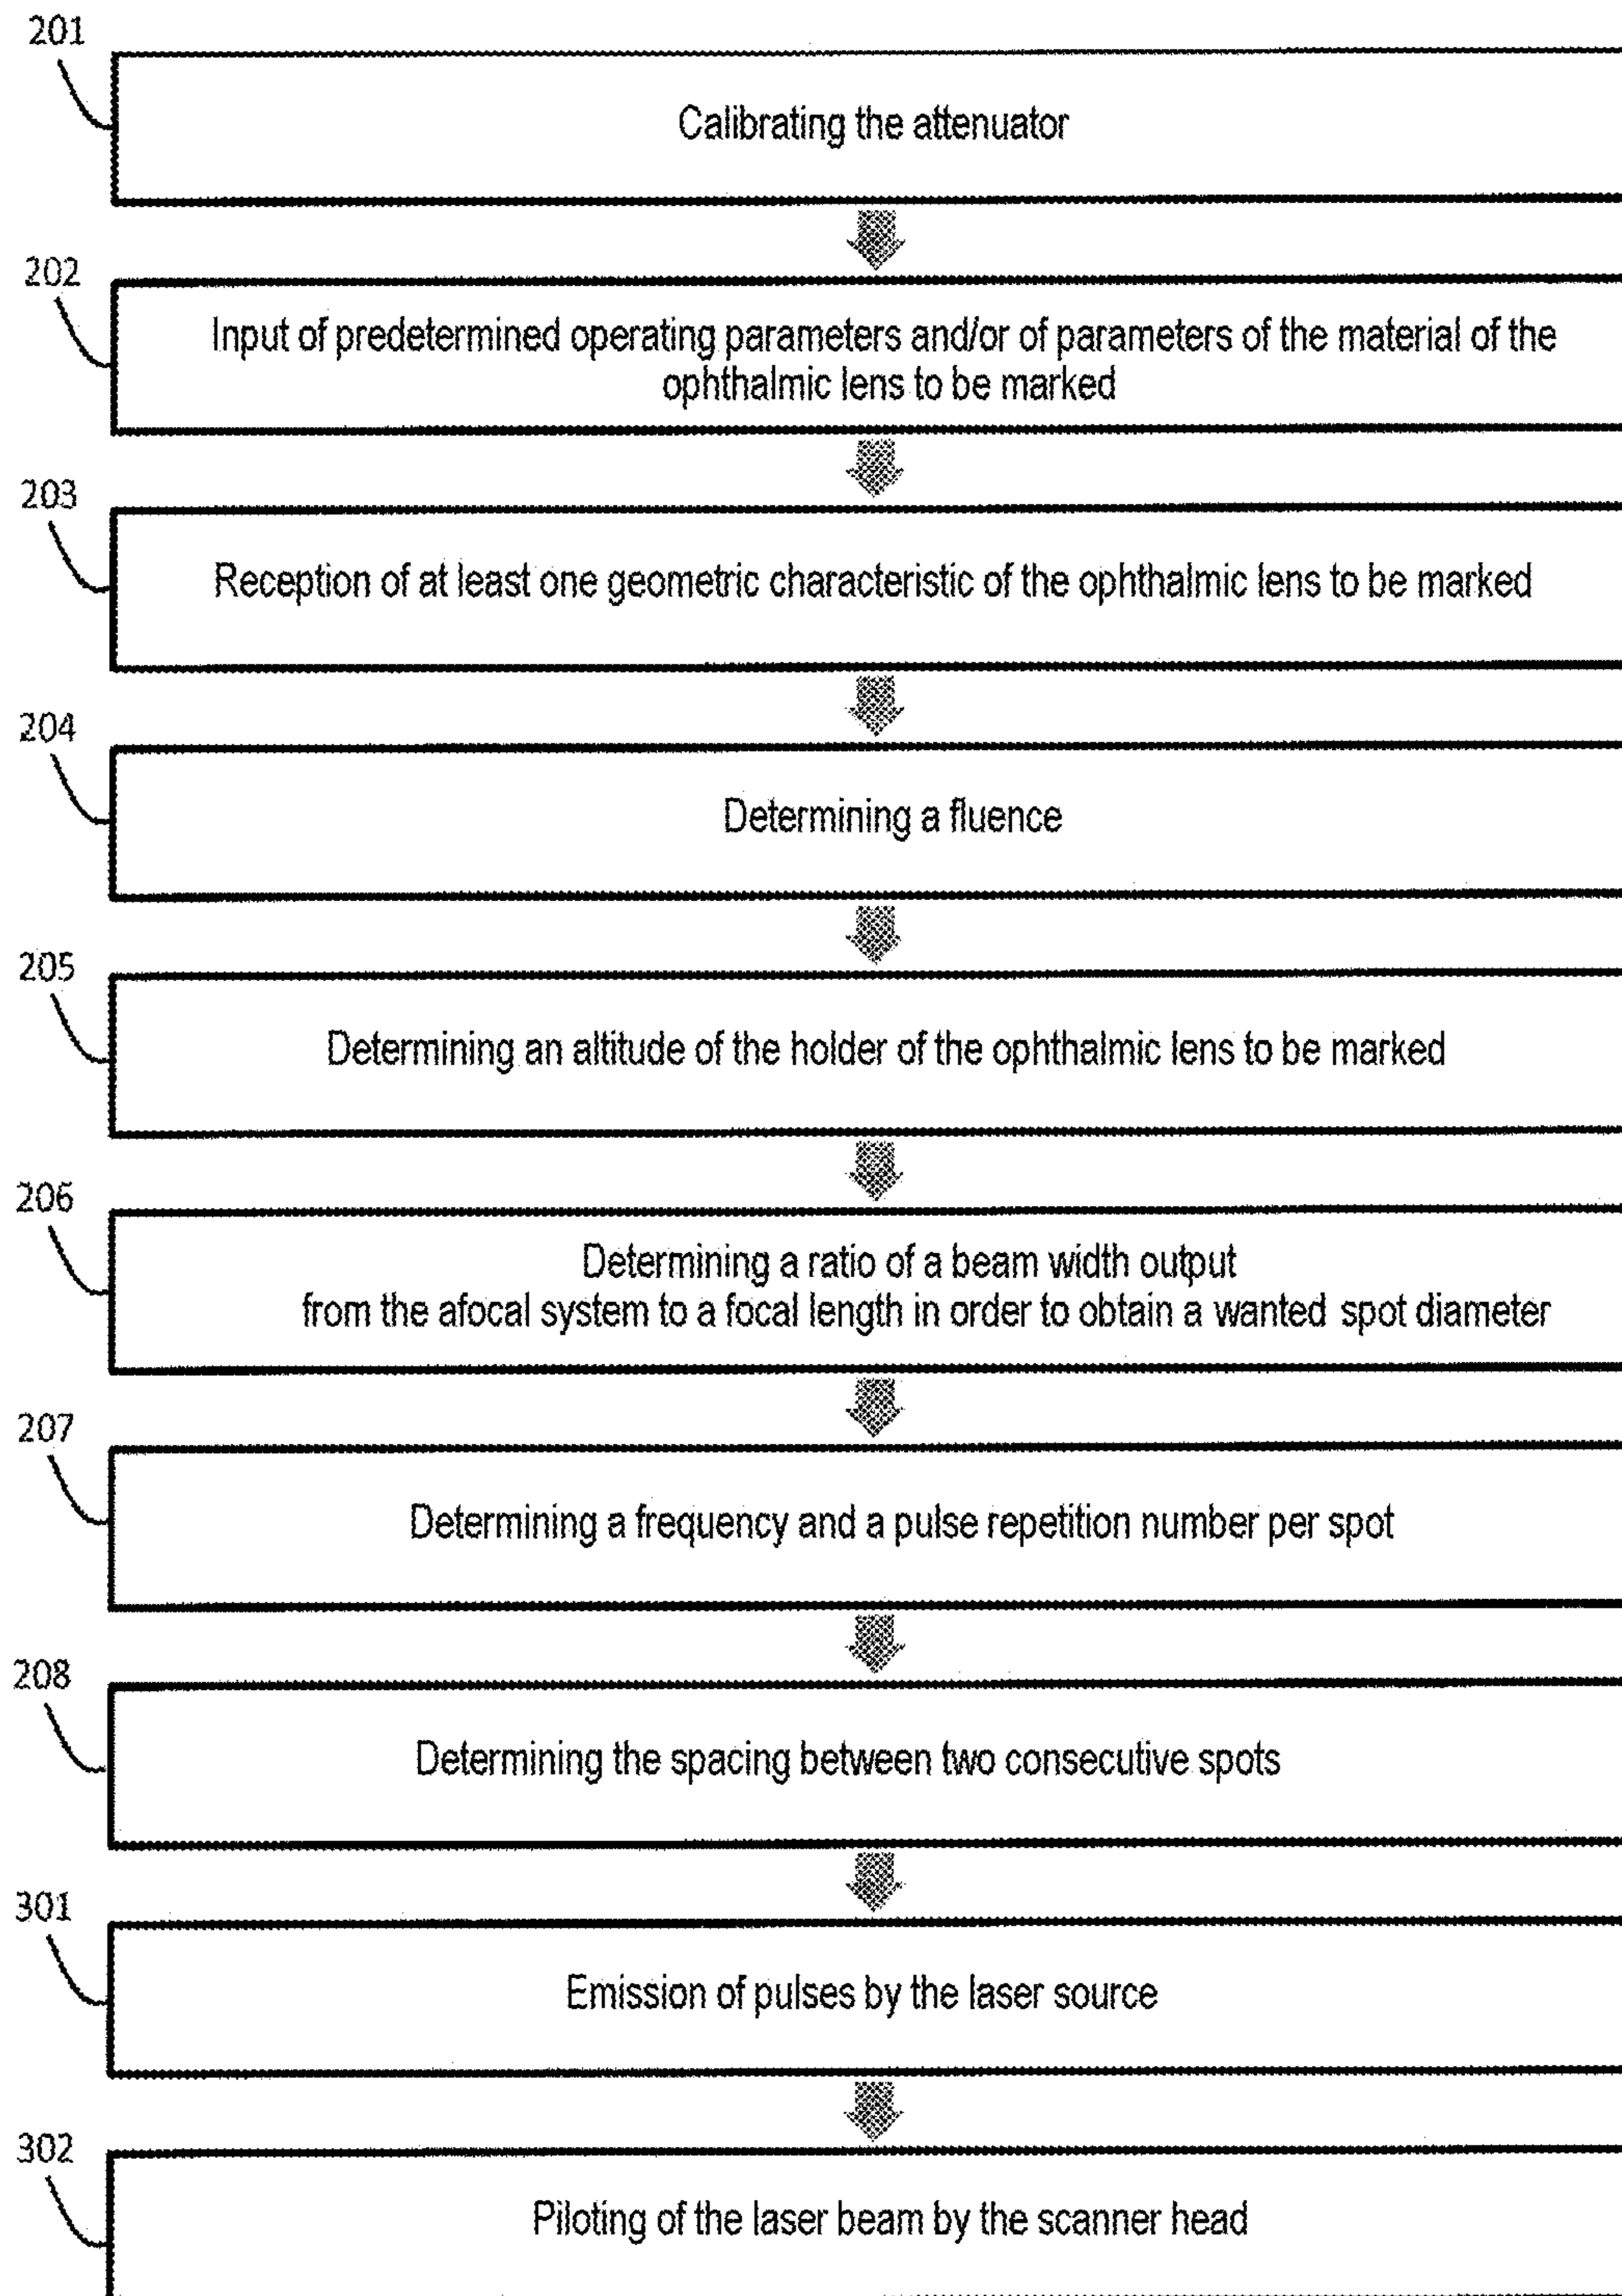 201
Calibrating the attenuator
202
Input of predetermined operating parameters and/or of parameters of the material of the
ophthalmic lens to be marked
203
Reception of at least one geometric characteristic of the ophthalmic lens to be marked
204
Determining a fluence
205
Determining an altitude of the holder of the ophthalmic lens to be marked
206
Determining a ratio of a beam width output
from the afocal system to a focal length in order to obtain a wanted spot diameter
207
Determining a frequency and a pulse repetition number per spot
208
Determining the spacing between two consecutive spots
301
Emission of pulses by the laser source
302
Piloting of the laser beam by the scanner head